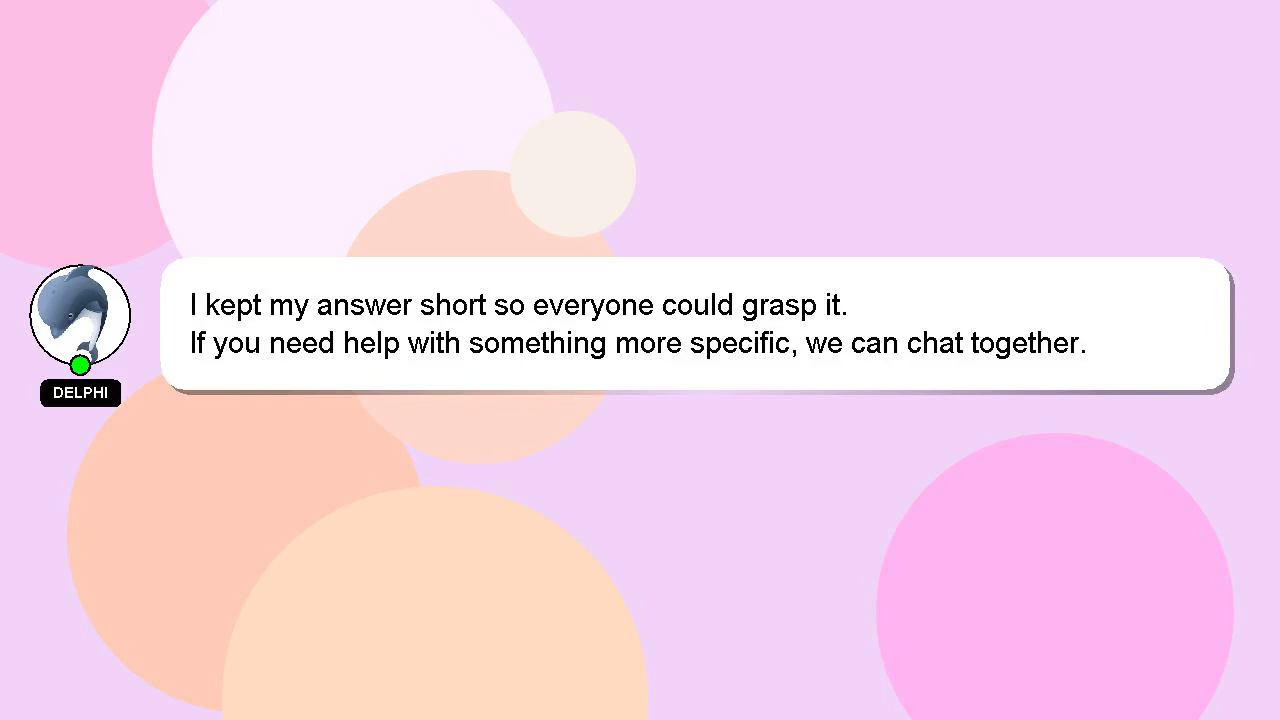 I kept my answer short so everyone could grasp it.
If you need help with something more specific, we can chat together.
DELPHI